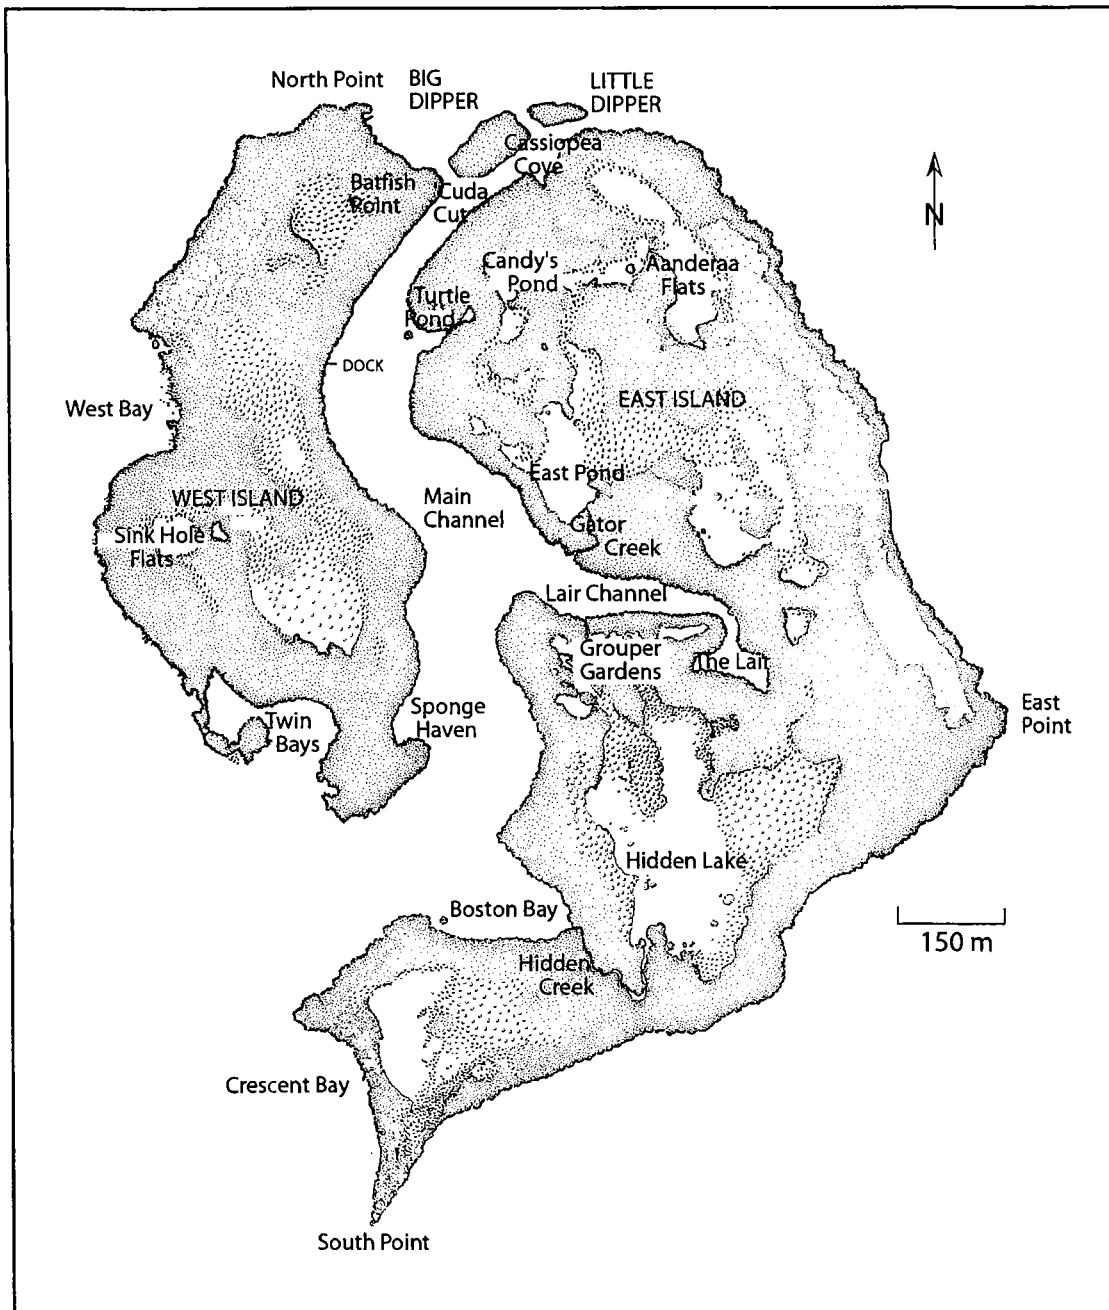 North Point
BIG
DIPPER
LITTLE
DIPPER
Cassiopea
Cove
Batfish
Point
Cuda
Cut
N
Candy's
Pond
Aanderaa
Flats
Turtle
Pond
DOCK
West Bay
EAST ISLAND
East Pond
WEST ISLAND
Main
Channel
Sink Hole
Flats
Gator
Creek
Lair Channel
Grouper
Gardens
The Lair
Twin
Bays
Sponge
Haven
East
Point
Hidden Lake
Boston Bay
150 m
Hidden
Creek
Crescent Bay
South Point